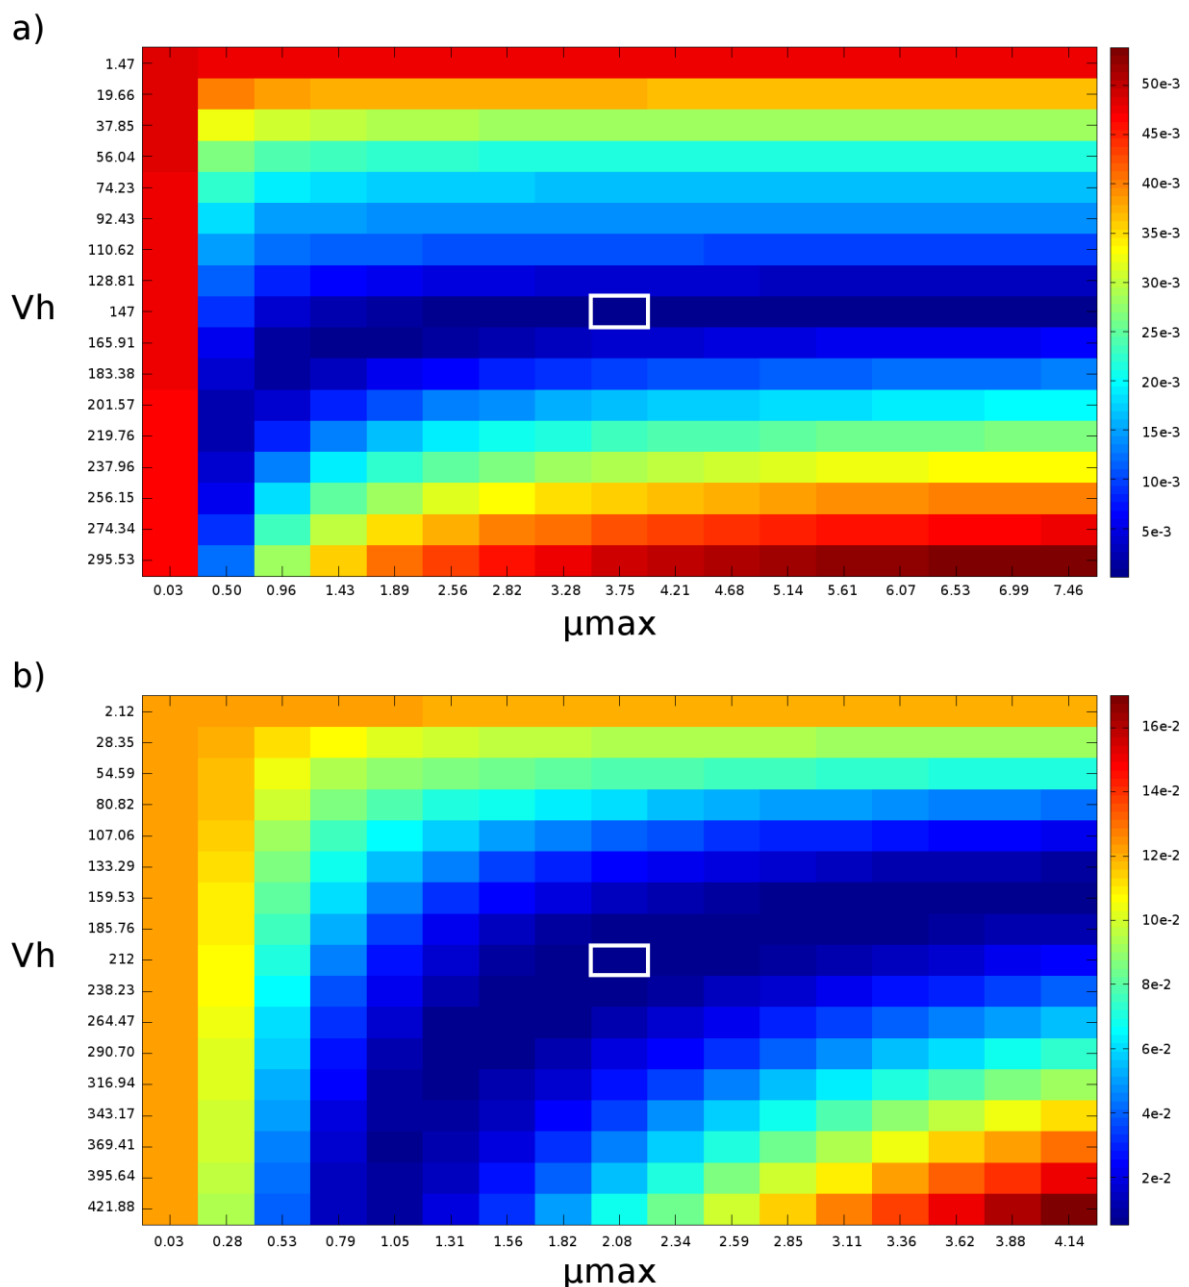 a)
1.47
19.66
37.85
56.04
74.23
92.43
110.62
128.81
147
165.91
183.38
201.57
219.76
237.96
256.15
274.34
295.53
Vh
0.03 0.50 0.96 1.43 1.89 2.56 2.82 3.28 3.75 4.21 4.68 5.14 5.61 6.07 6.53 6.99 7.46
μmax
50e-3
45e-3
40e-3
35e-3
30e-3
25e-3
20e-3
15e-3
10e-3
5e-3
b)
2.12
28.35
54.59
80.82
107.06
133.29
159.53
185.76
212
238.23
264.47
290.70
316.94
343.17
369.41
395.64
421.88
Vh
0.03 0.28 0.53 0.79 1.05 1.31 1.56 1.82 2.08 2.34 2.59 2.85 3.11 3.36 3.62 3.88 4.14
μmax
16e-2
14e-2
12e-2
10e-2
8e-2
6e-2
4e-2
2e-2